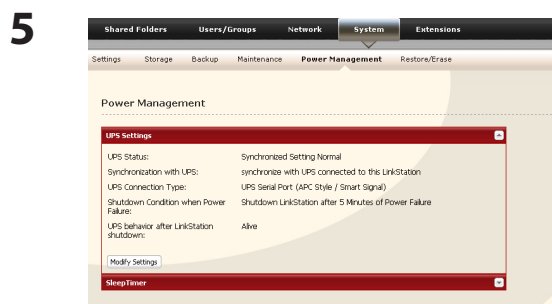 5
Shared Folders Users/Groups Network System Extensions
Settings Storage Backup Maintenance Power Management Restore/Erase
Power Management
UPS Settings
UPS Status: Synchronized Setting Normal
Synchronization with UPS: synchronize with UPS connected to this LinkStation
UPS Connection Type: UPS Serial Port (APC Style / Smart Signal)
Shutdown Condition when Power Shutdown LinkStation after 5 Minutes of Power Failure
Failure:
UPS behavior after LinkStation Alive
shutdown:
Modify Settings
SleepTimer